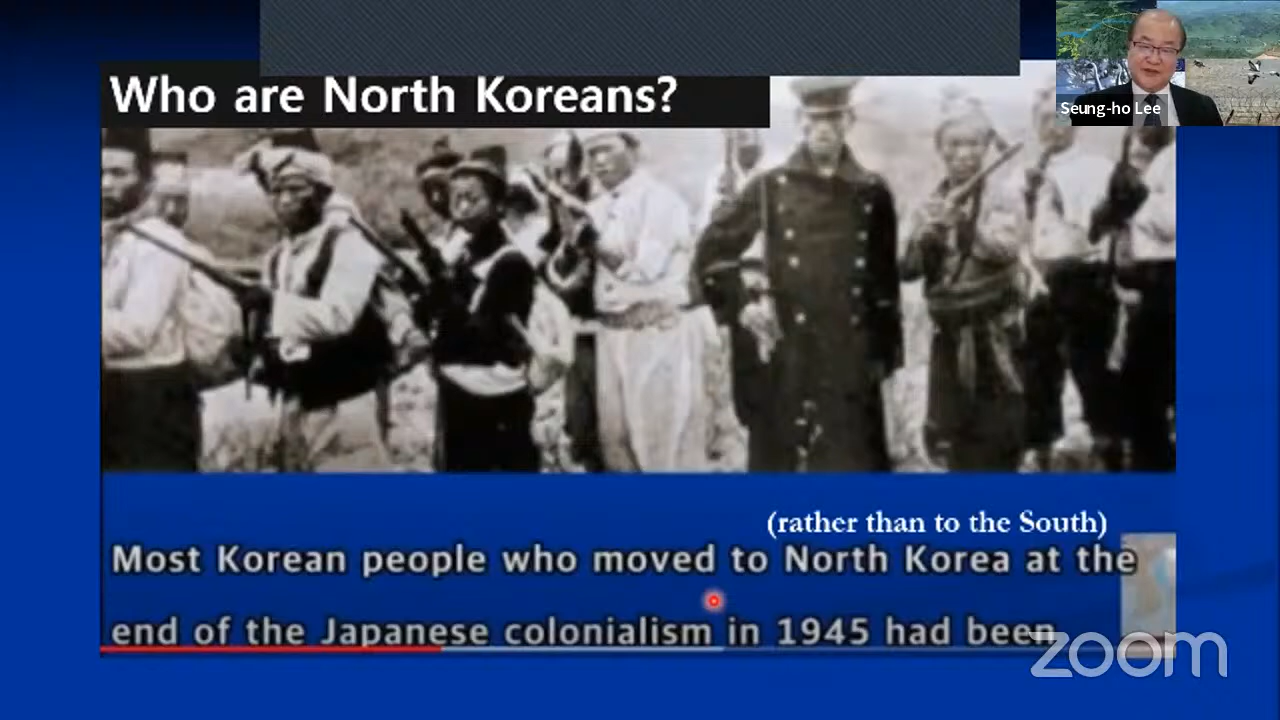 Seung-ho Lee
Who are North Koreans?
(rather than to the South)
Most Korean people who moved to North Korea at the
end of the Japanese colonialism in 1945 had been
zoom